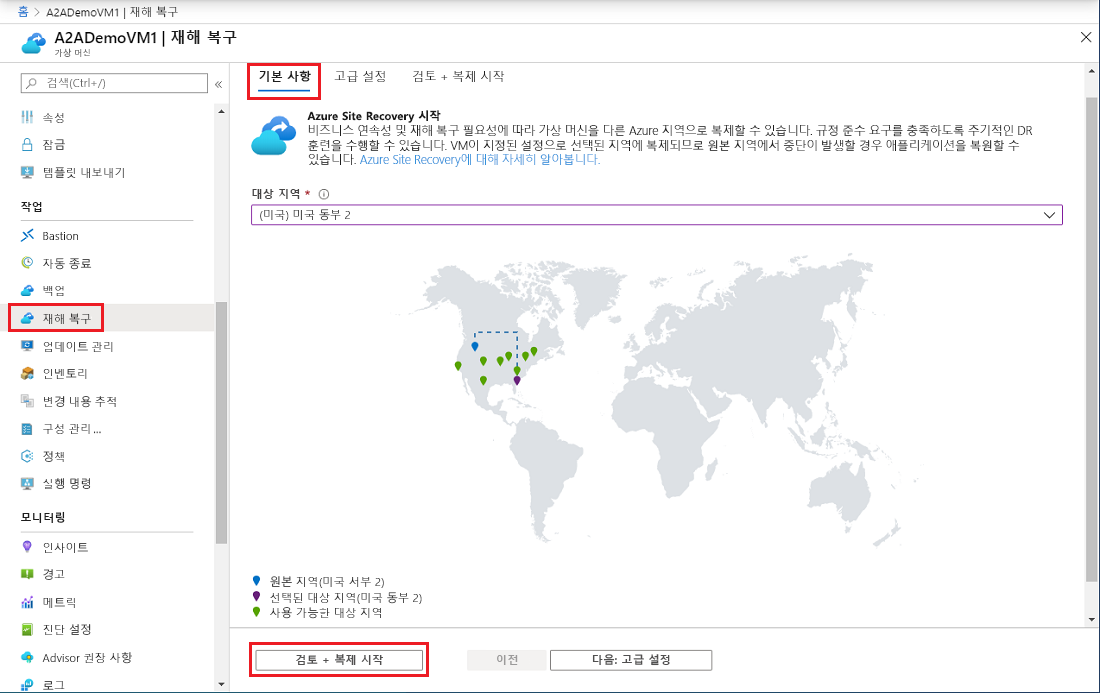 홈 > A2ADemoVM1 | 재해 복구
A2ADemoVM1 | 재해 복구
가상 머신
검색(Ctrl+/)
속성
잠금
템플릿 내보내기
작업
Bastion
자동 종료
백업
재해 복구
업데이트 관리
인벤토리
변경 내용 추적
구성 관리 ...
정책
실행 명령
모니터링
인사이트
경고
메트릭
진단 설정
Advisor 권장 사항
로그
기본 사항 고급 설정 검토 + 복제 시작
Azure Site Recovery 시작
비즈니스 연속성 및 재해 복구 필요성에 따라 가상 머신을 다른 Azure 지역으로 복제할 수 있습니다. 규정 준수 요구를 충족하도록 주기적인 DR
훈련을 수행할 수 있습니다. VM이 지정된 설정으로 선택된 지역에 복제되므로 원본 지역에서 중단이 발생할 경우 애플리케이션을 복원할 수
있습니다. Azure Site Recovery에 대해 자세히 알아봅니다.
대상 지역 *
(미국) 미국 동부 2
원본 지역(미국 서부 2)
선택된 대상 지역(미국 동부 2)
사용 가능한 대상 지역
검토 + 복제 시작 이전 다음: 고급 설정